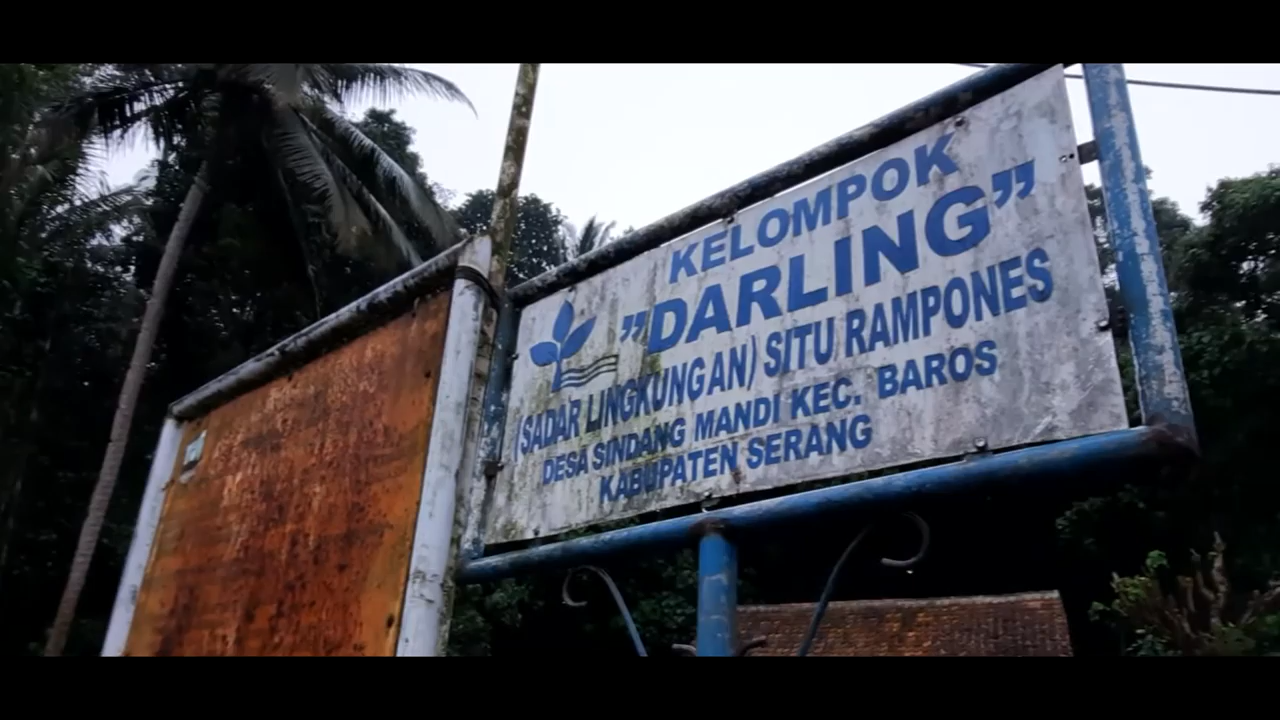 KELOMPOK
"DARLING"
(SADAR LINGKUNGAN) SITU RAMPONES
DESA SINDANG MANDI KEC. BAROS
KABUPATEN SERANG